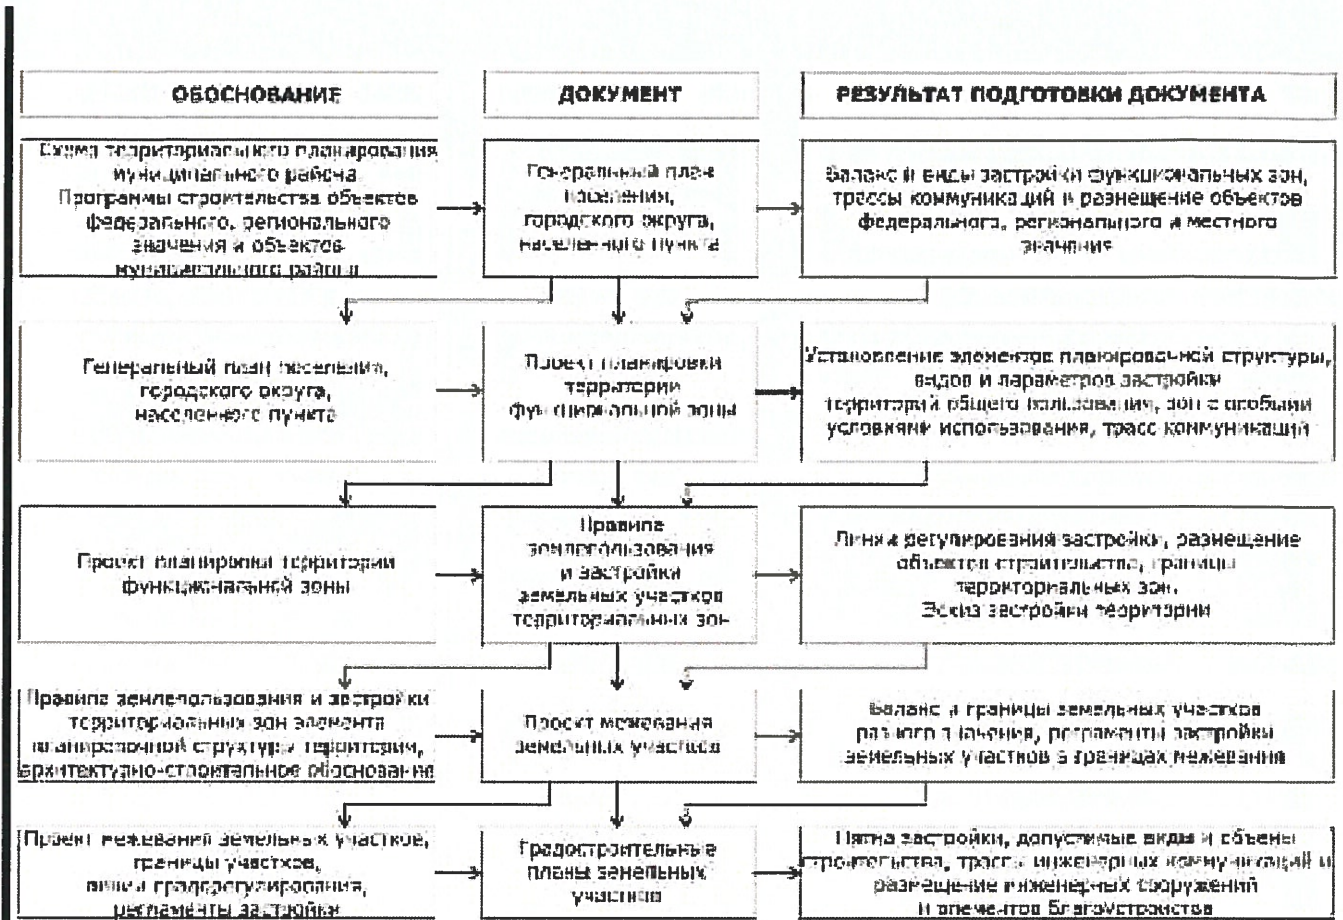 ОБОСНОВАНИЕ
ДОКУМЕНТ
РЕЗУЛЬТАТ ПОДГОТОВКИ ДОКУМЕНТА
Схема территориального планирования
муниципального района
Программы строительства объектов
федерального, регионального
значения и объектов
муниципального района
Генеральный план
поселения,
городского округа,
населенного пункта
Баланс и виды застройки функциональных зон,
трассы коммуникаций и размещение объектов
федерального, регионального и местного
значения
Генеральный план поселения,
городского округа,
населенного пункта
Проект планировки
территории
функциональной зоны
Установление элементов планировочной структуры,
видов и параметров застройки
территорий общего пользования, зон с особыми
условиями использования, трасс коммуникаций
Проект планировки территории
функциональной зоны
Правила
землепользования
и застройки
земельных участков
территориальных зон
Линии регулирования застройки, размещение
объектов строительства, границы
территориальных зон.
Эскиз застройки территории
Правила землепользования и застройки
территориальных зон элемента
планировочной структуры территории,
архитектурно-строительное обоснование
Проект межевания
земельных участков
Баланс и границы земельных участков
разного значения, регламенты застройки
земельных участков в границах межевания
Проект межевания земельных участков,
границы участков,
линии градорегулирования,
регламенты застройки
Градостроительные
планы земельных
участков
Пятна застройки, допустимые виды и объемы
строительства, трассы инженерных коммуникаций и
размещение инженерных сооружений
и элементов благоустройства